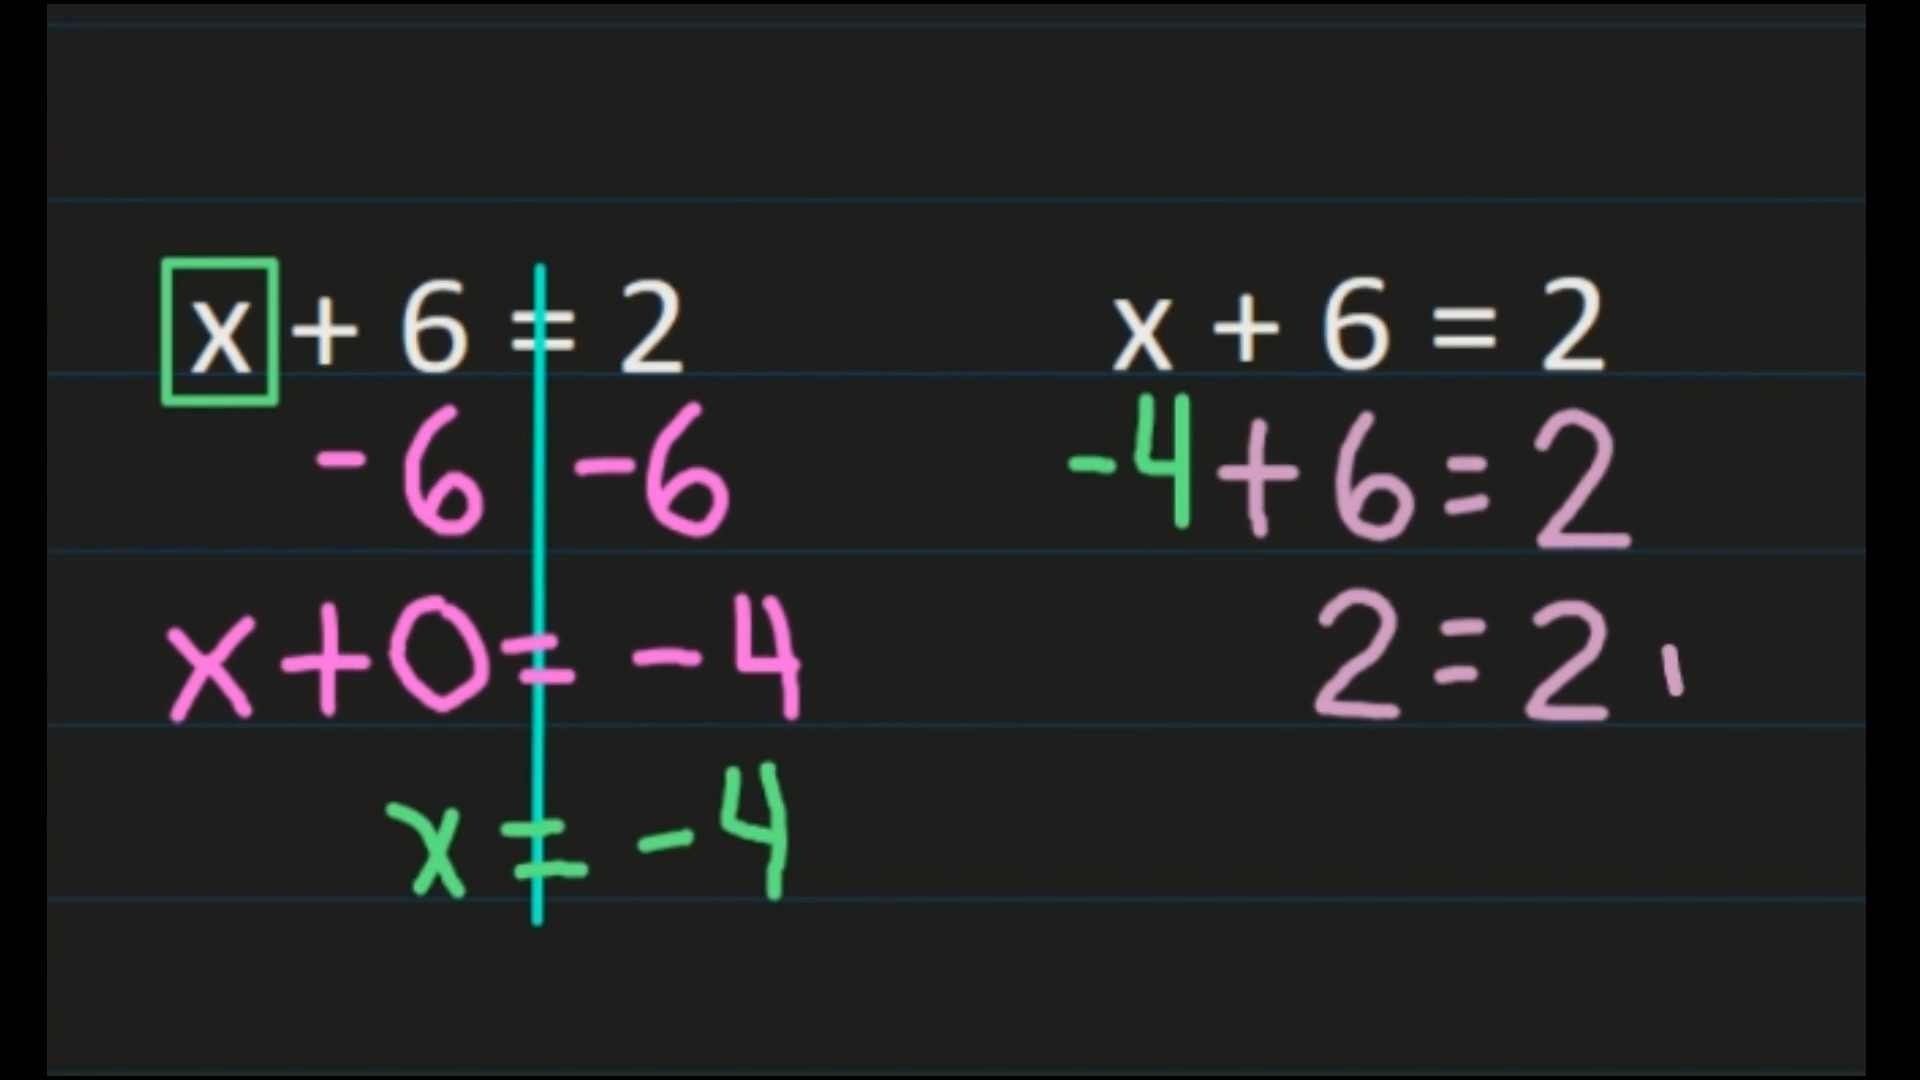 x + 6 = 2
- 6 - 6
x + 0 = - 4
x = - 4
x + 6 = 2
-4 + 6 = 2
2 = 2